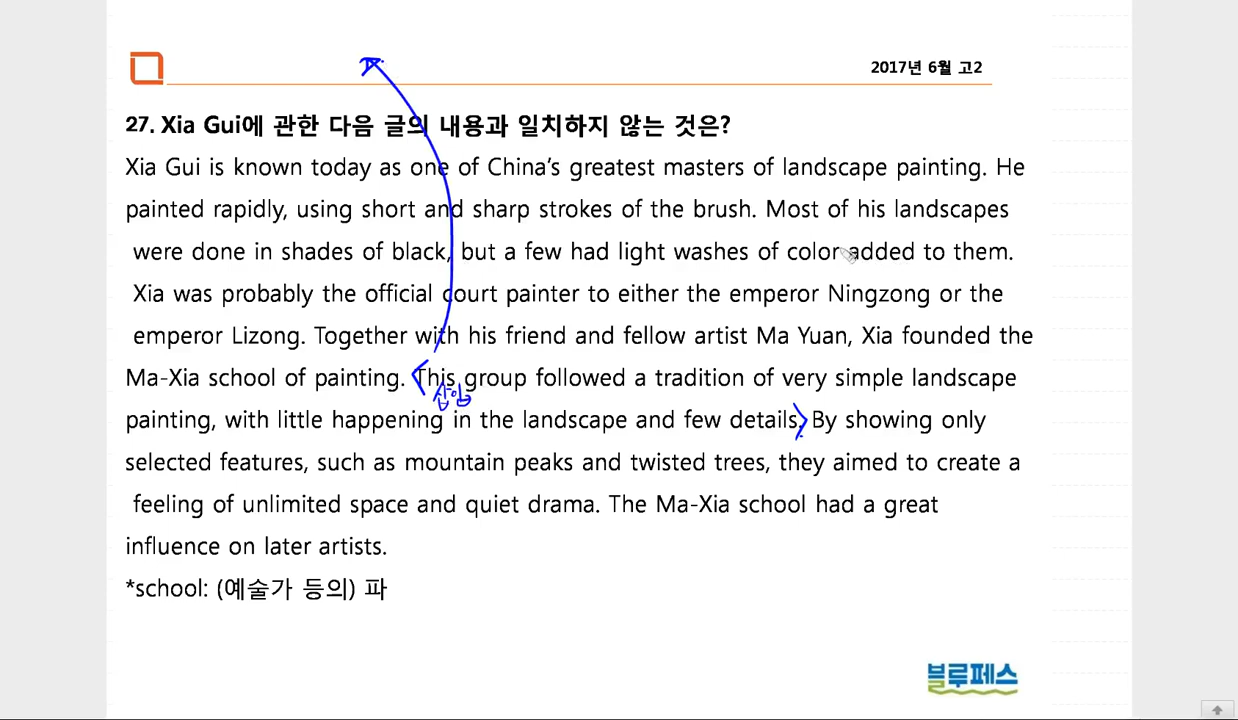 2017년 6월 고2
27. Xia Gui에 관한 다음 글의 내용과 일치하지 않는 것은?
Xia Gui is known today as one of China’s greatest masters of landscape painting. He
painted rapidly, using short and sharp strokes of the brush. Most of his landscapes
were done in shades of black, but a few had light washes of color added to them.
Xia was probably the official court painter to either the emperor Ningzong or the
emperor Lizong. Together with his friend and fellow artist Ma Yuan, Xia founded the
Ma-Xia school of painting. This group followed a tradition of very simple landscape
삽입
painting, with little happening in the landscape and few details. By showing only
selected features, such as mountain peaks and twisted trees, they aimed to create a
feeling of unlimited space and quiet drama. The Ma-Xia school had a great
influence on later artists.
*school: (예술가 등의) 파
블루페스